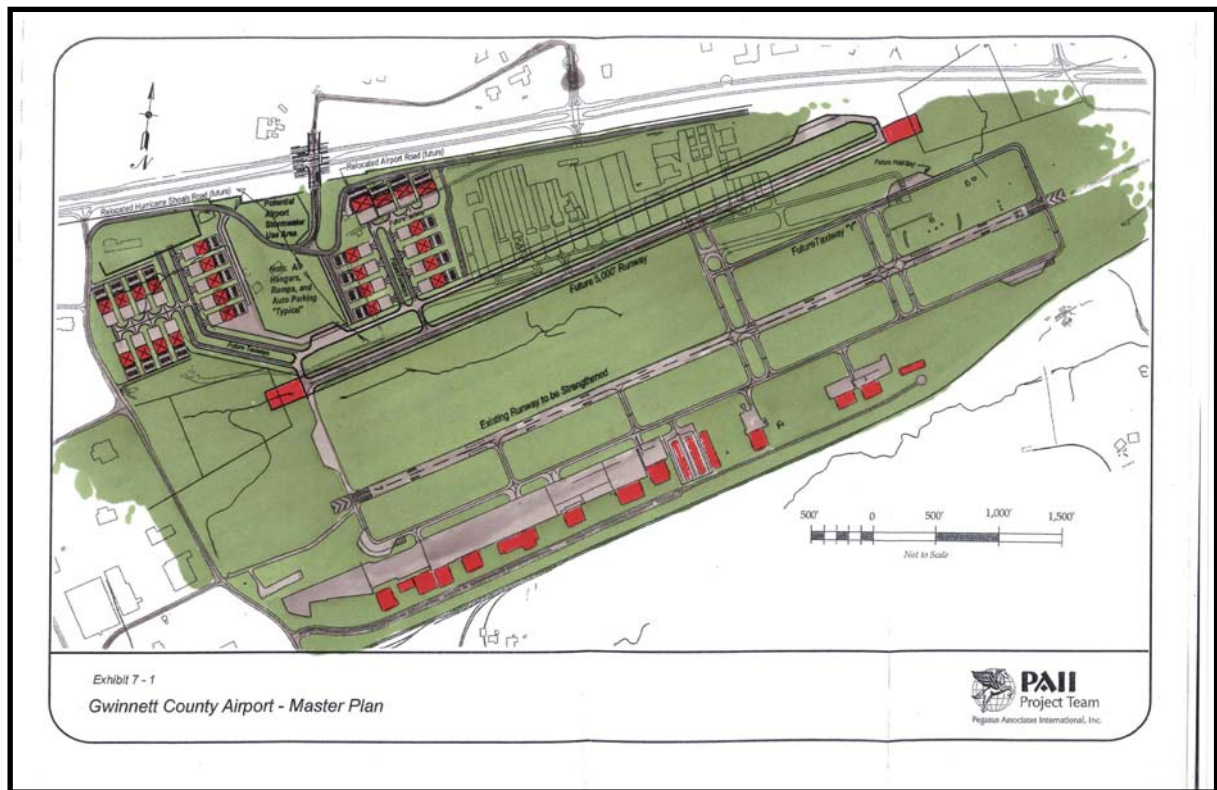 N
Relocated Hurricane Shoals Road (future)
Relocated Airport Road (future)
Potential
Airport
Stormwater
Use Area
Future Taxilanes
Note: All
Hangars,
Ramps, and
Auto Parking
"Typical"
Future Taxilanes
Future Hold Bay
Future 5,000' Runway
Future Taxiway "Y"
Existing Runway to be Strengthened
500' 0 500' 1,000' 1,500'
Not to Scale
Exhibit 7 - 1
Gwinnett County Airport - Master Plan
PAII
Project Team
Pegasus Associates International, Inc.